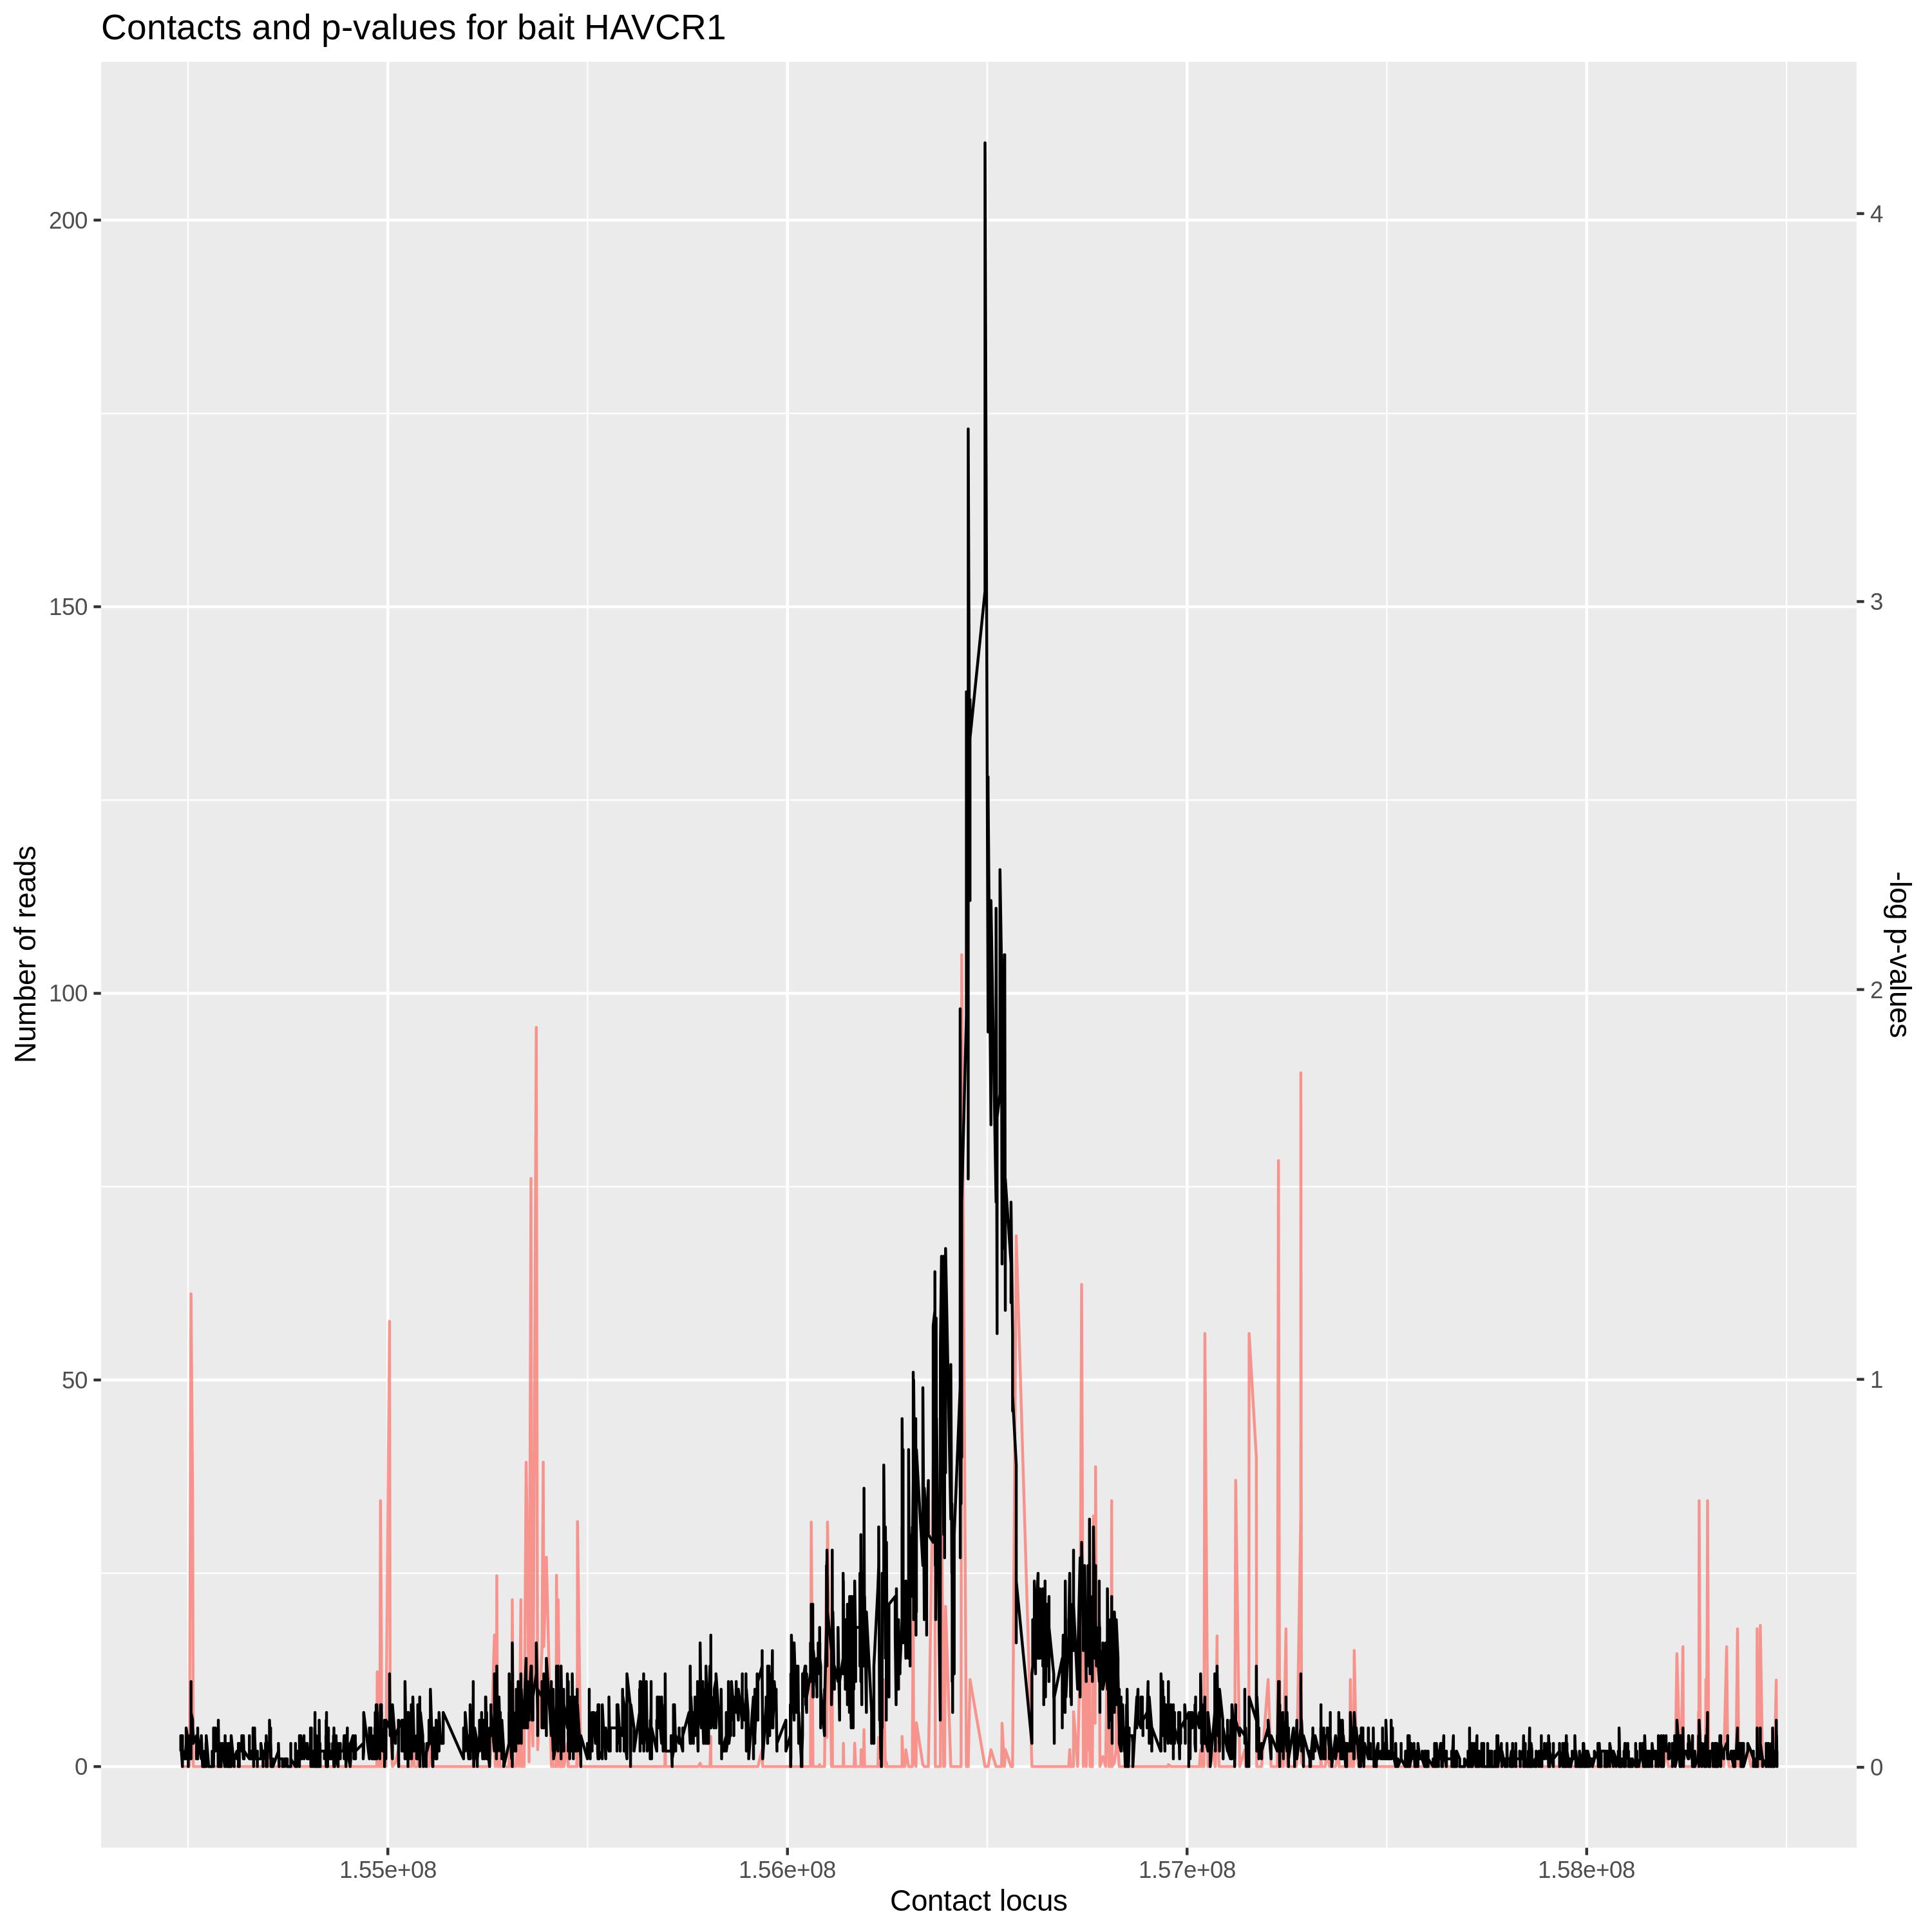 Contacts and p-values for bait HAVCR1
200
150
100
50
0
Number of reads
4
3
2
1
0
-log p-values
1.55e+08
1.56e+08
1.57e+08
1.58e+08
Contact locus